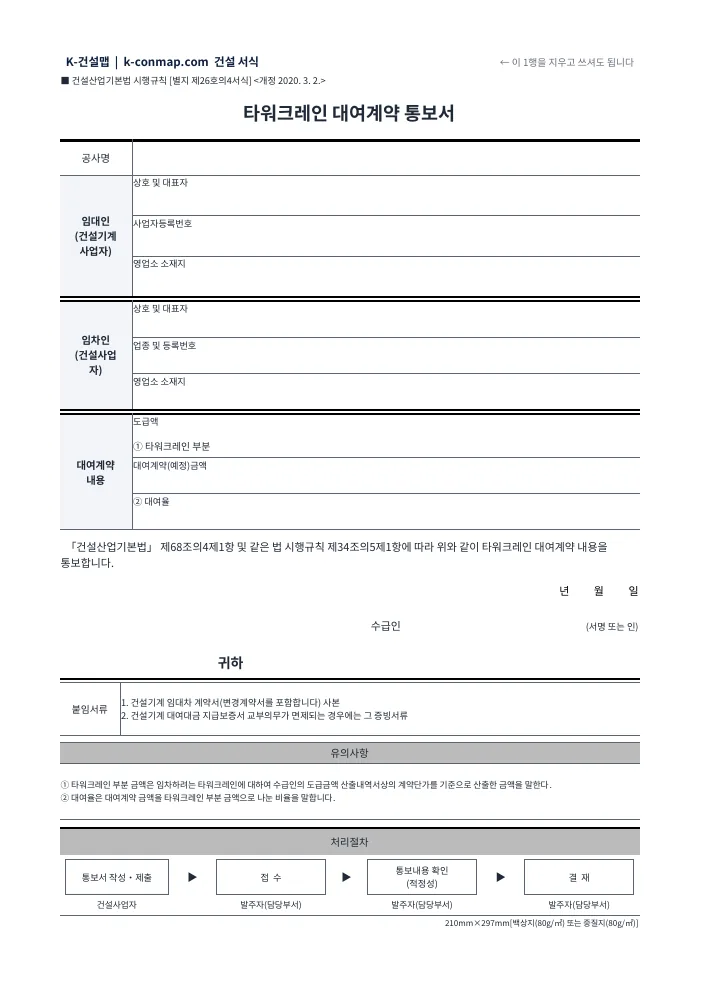 K-건설맵 | k-conmap.com 건설 서식
← 이 1행을 지우고 쓰셔도 됩니다
■ 건설산업기본법 시행규칙 [별지 제26호의4서식] <개정 2020. 3. 2.>
타워크레인 대여계약 통보서
공사명
임대인
(건설기계
사업자)
상호 및 대표자
사업자등록번호
영업소 소재지
임차인
(건설사업
자)
상호 및 대표자
업종 및 등록번호
영업소 소재지
대여계약
내용
도급액
① 타워크레인 부분
대여계약(예정)금액
② 대여율
「건설산업기본법」 제68조의4제1항 및 같은 법 시행규칙 제34조의5제1항에 따라 위와 같이 타워크레인 대여계약 내용을
통보합니다.
년 월 일
수급인 (서명 또는 인)
귀하
붙임서류
1. 건설기계 임대차 계약서(변경계약서를 포함합니다) 사본
2. 건설기계 대여대금 지급보증서 교부의무가 면제되는 경우에는 그 증빙서류
유의사항
① 타워크레인 부분 금액은 임차하려는 타워크레인에 대하여 수급인의 도급금액 산출내역서상의 계약단가를 기준으로 산출한 금액을 말한다.
② 대여율은 대여계약 금액을 타워크레인 부분 금액으로 나눈 비율을 말합니다.
처리절차
통보서 작성·제출 ▶ 접 수 ▶ 통보내용 확인 ▶ 결 재
(적정성)
건설사업자 발주자(담당부서) 발주자(담당부서) 발주자(담당부서)
210mm×297mm[백상지(80g/㎡) 또는 중질지(80g/㎡)]